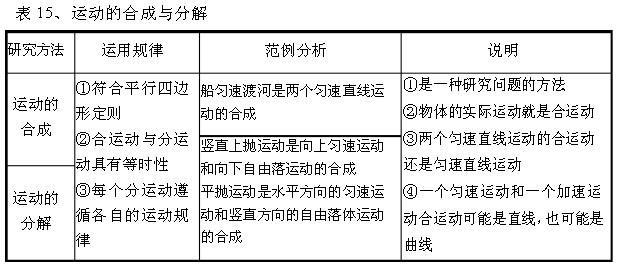 表 15、运动的合成与分解
研究方法
运用规律
范例分析
说明
运动的
合成
运动的
分解
①符合平行四边
形定则
②合运动与分运
动具有等时性
③每个分运动遵
循各自的运动规
律
船匀速渡河是两个匀速直线运
动的合成
竖直上抛运动是向上匀速运动
和向下自由落运动的合成
平抛运动是水平方向的匀速运
动和竖直方向的自由落体运动
的合成
①是一种研究问题的方法
②物体的实际运动就是合运动
③两个匀速直线运动的合运动
还是匀速直线运动
④一个匀速运动和一个加速运
动合运动可能是直线，也可能是
曲线